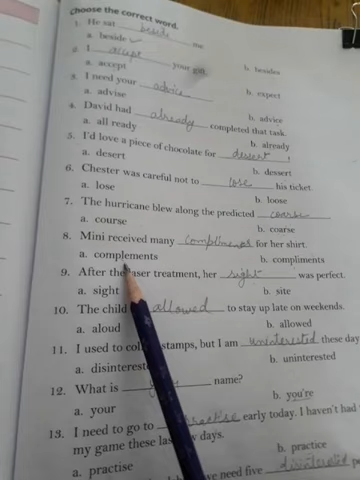 Choose the correct word.
1. He sat beside me
a. beside b. besides
2. I accept your gift.
a. accept b. expect
3. I need your advice
a. advise b. advice
4. David had already completed that task.
a. all ready b. already
5. I'd love a piece of chocolate for dessert !
a. desert b. dessert
6. Chester was careful not to lose his ticket.
a. lose b. loose
7. The hurricane blew along the predicted coarse
a. course b. coarse
8. Mini received many for her shirt.
a. complements b. compliments
9. After the laser treatment, her sight was perfect.
a. sight b. site
10. The child allowed to stay up late on weekends.
a. aloud b. allowed
11. I used to stamps, but I am uninterested these
a. b. uninterested
12. What is name?
a. your b. you're
13. I need to go to early today. I haven't had
my game these days.
a. practise b. practice
need five disinterested